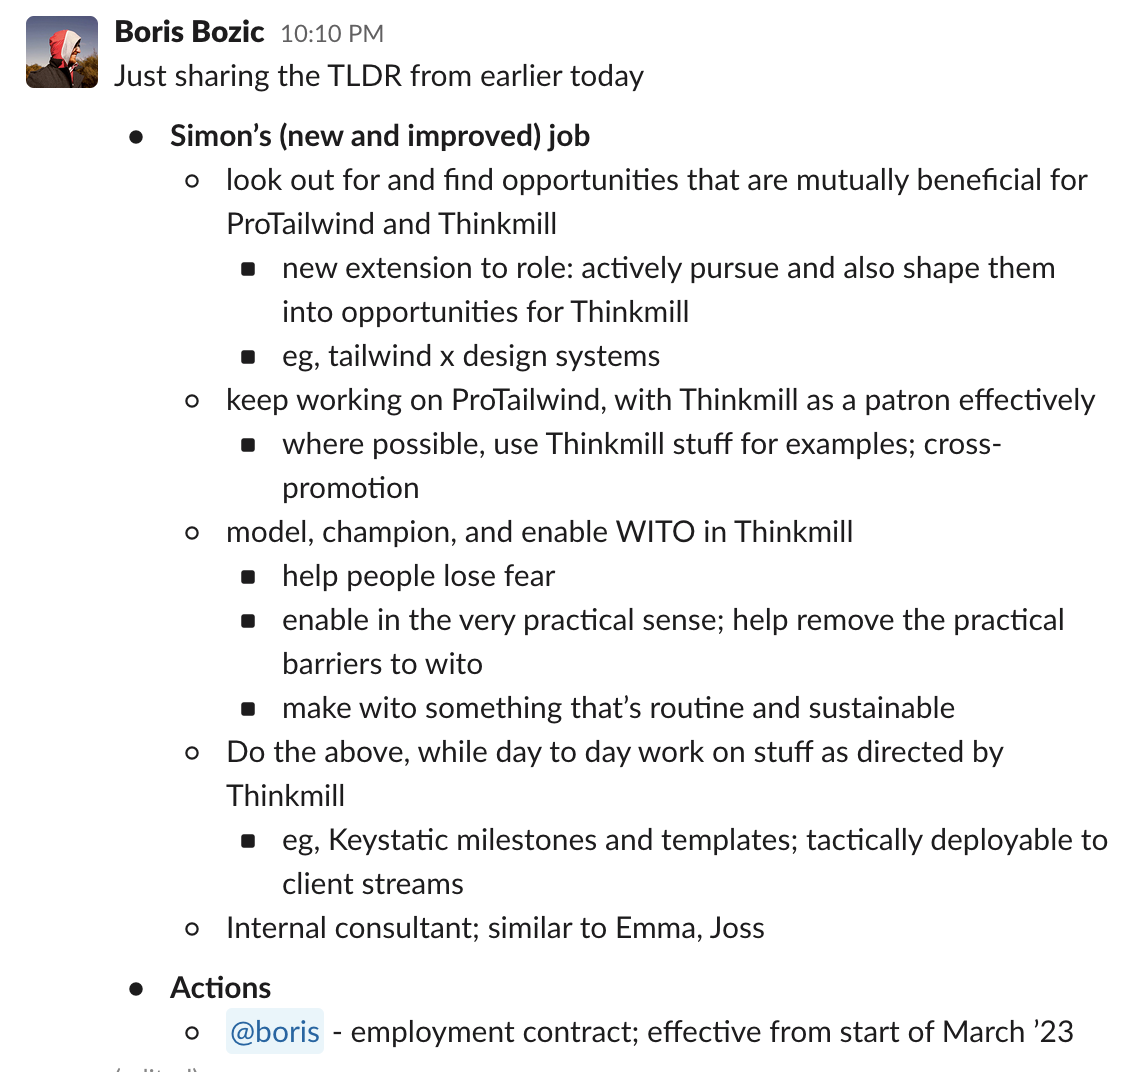 Boris Bozic 10:10 PM
Just sharing the TLDR from earlier today
Simon’s (new and improved) job
look out for and find opportunities that are mutually beneficial for
ProTailwind and Thinkmill
new extension to role: actively pursue and also shape them
into opportunities for Thinkmill
eg, tailwind x design systems
keep working on ProTailwind, with Thinkmill as a patron effectively
where possible, use Thinkmill stuff for examples; cross-
promotion
model, champion, and enable WITO in Thinkmill
help people lose fear
enable in the very practical sense; help remove the practical
barriers to wito
make wito something that’s routine and sustainable
Do the above, while day to day work on stuff as directed by
Thinkmill
eg, Keystatic milestones and templates; tactically deployable to
client streams
Internal consultant; similar to Emma, Joss
Actions
@boris - employment contract; effective from start of March ’23